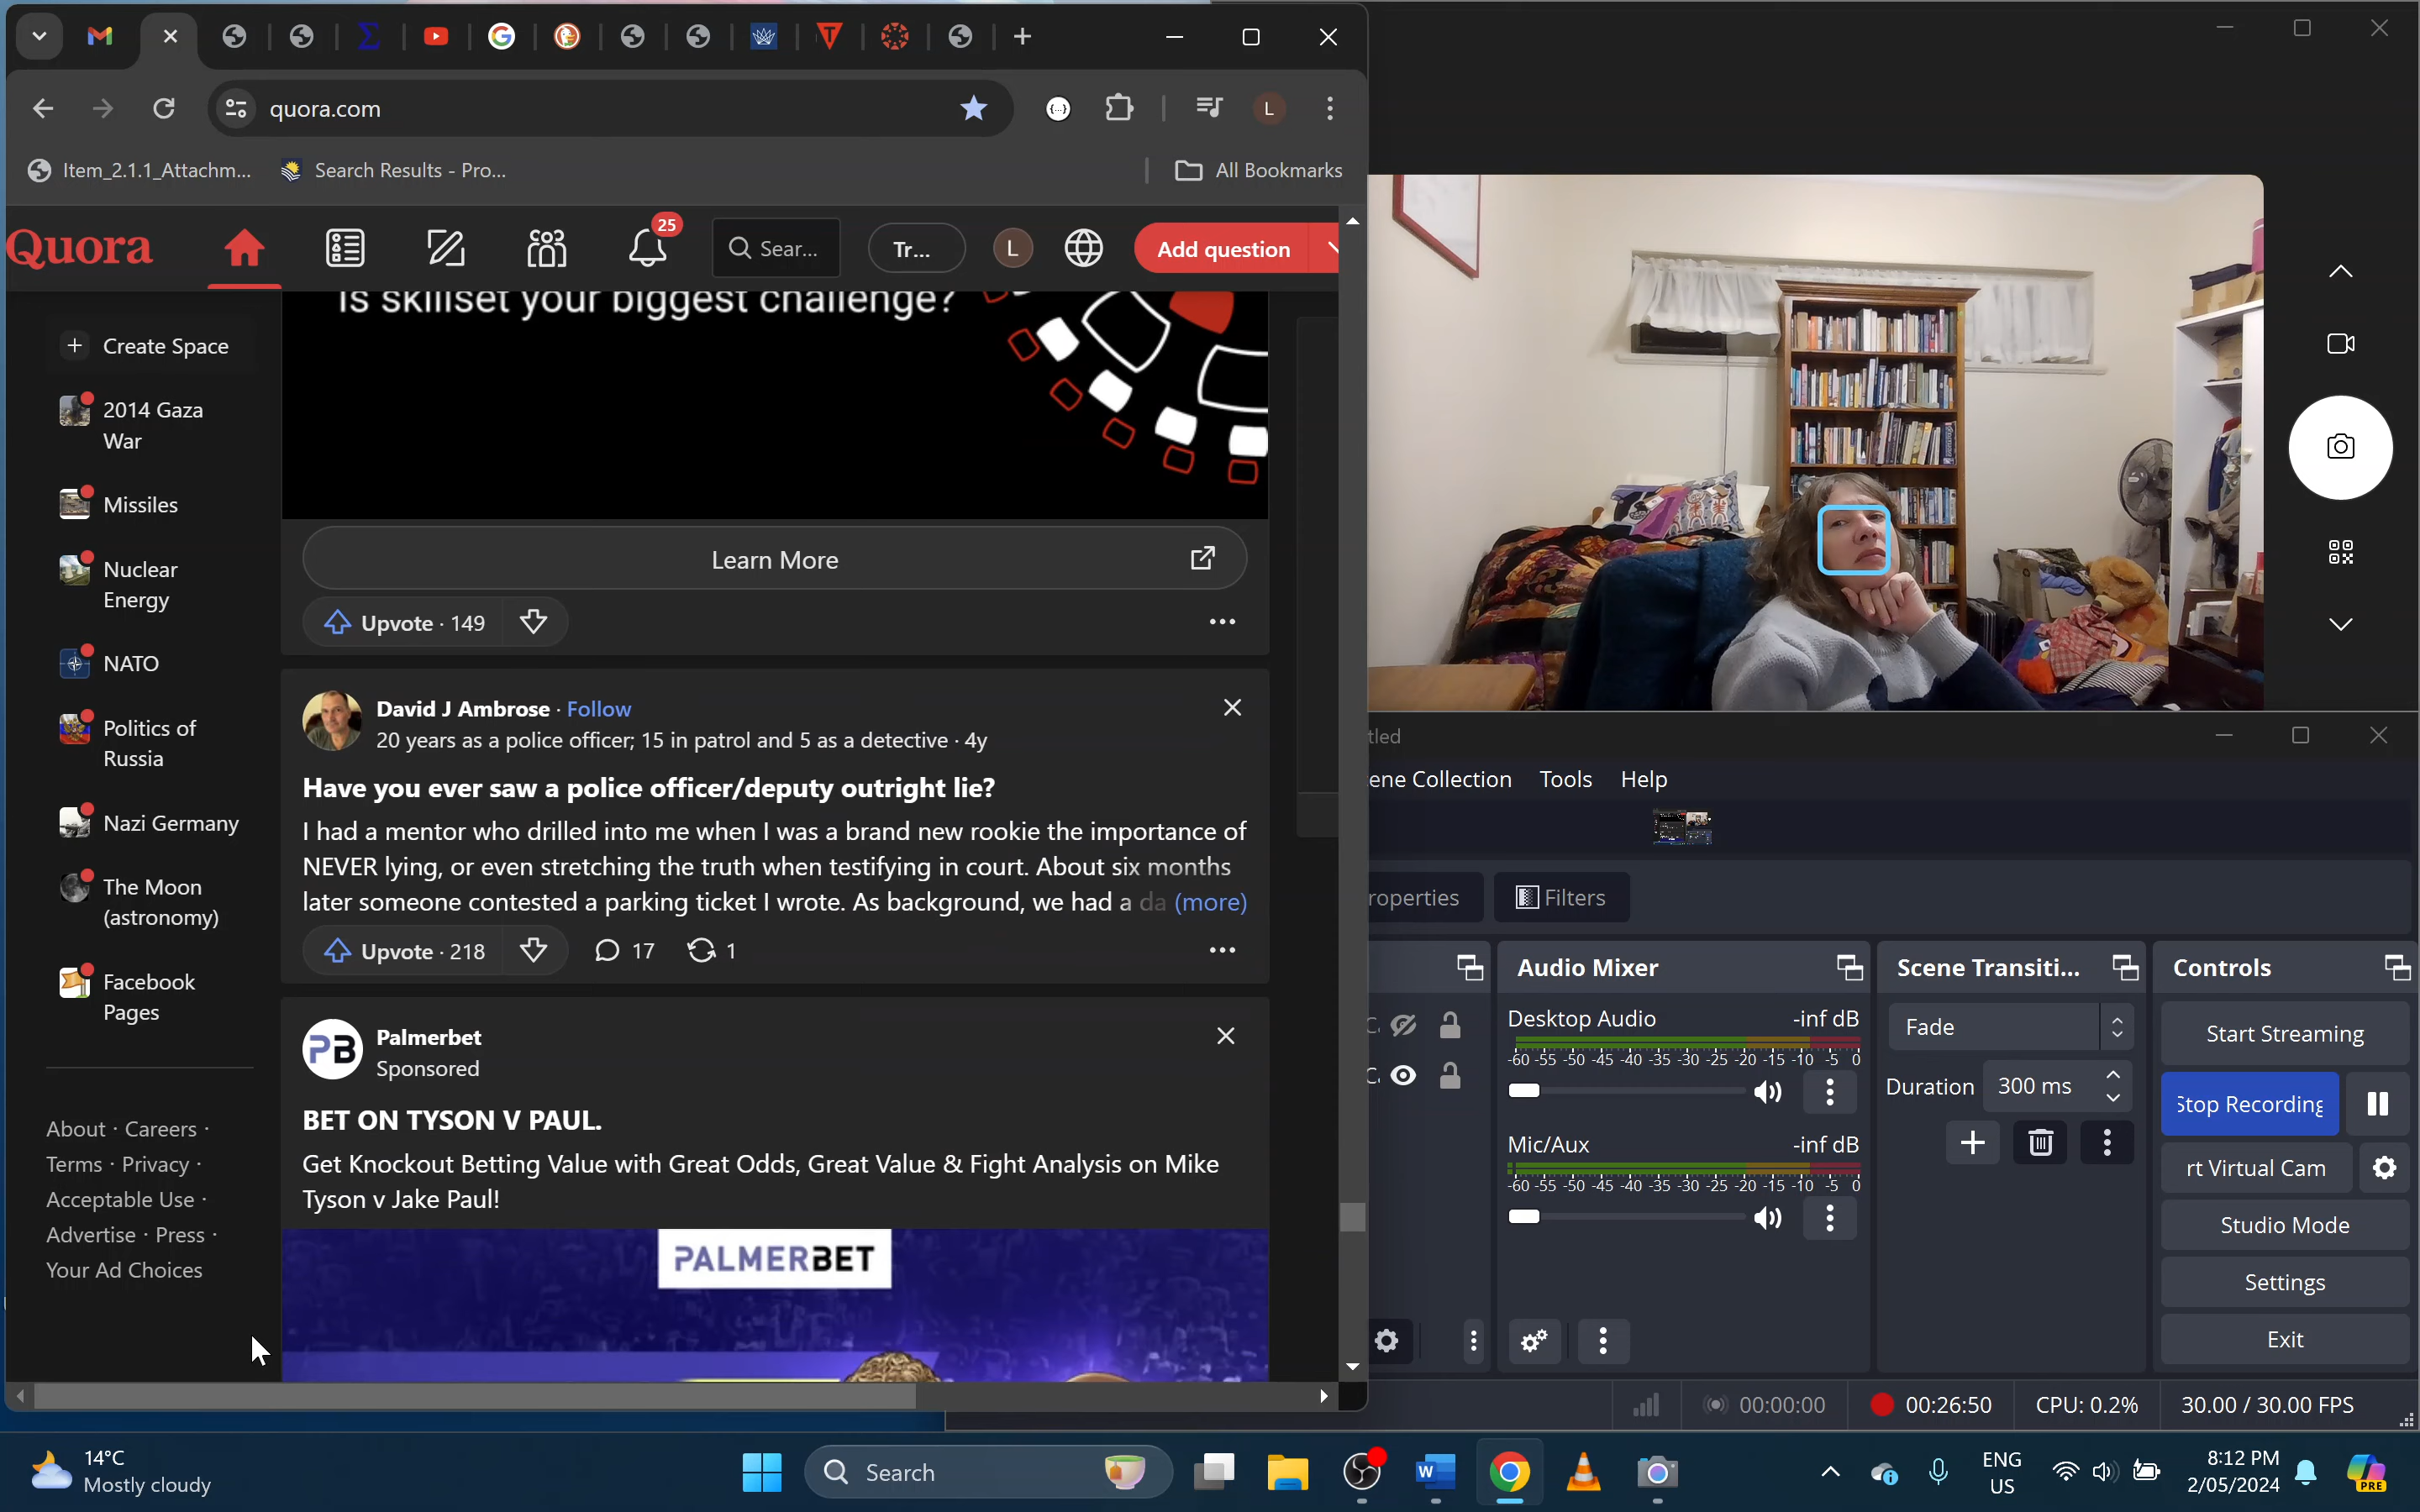 quora.com
L
Item_2.1.1_Attachm...
Search Results - Pro...
All Bookmarks
Quora
25
Sear...
Tr...
L
Add question
Is skillset your biggest challenge?
Create Space
2014 Gaza
War
Missiles
Nuclear
Energy
NATO
Politics of
Russia
Nazi Germany
The Moon
(astronomy)
Facebook
Pages
About · Careers ·
Terms · Privacy ·
Acceptable Use ·
Advertise · Press ·
Your Ad Choices
Learn More
Upvote · 149
David J Ambrose · Follow
20 years as a police officer; 15 in patrol and 5 as a detective · 4y
Have you ever saw a police officer/deputy outright lie?
I had a mentor who drilled into me when I was a brand new rookie the importance of
NEVER lying, or even stretching the truth when testifying in court. About six months
later someone contested a parking ticket I wrote. As background, we had a da (more)
Upvote · 218
17
1
PB
Palmerbet
Sponsored
BET ON TYSON V PAUL.
Get Knockout Betting Value with Great Odds, Great Value & Fight Analysis on Mike
Tyson v Jake Paul!
PALMERBET
tled
ene Collection
Tools
Help
roperties
Filters
Audio Mixer
Scene Transiti...
Controls
Desktop Audio
-inf dB
-60 -55 -50 -45 -40 -35 -30 -25 -20 -15 -10 -5 0
Mic/Aux
-inf dB
-60 -55 -50 -45 -40 -35 -30 -25 -20 -15 -10 -5 0
Fade
Duration
300 ms
Start Streaming
Stop Recording
rt Virtual Cam
Studio Mode
Settings
Exit
00:00:00
00:26:50
CPU: 0.2%
30.00 / 30.00 FPS
14°C
Mostly cloudy
Search
ENG
US
8:12 PM
2/05/2024
PRE